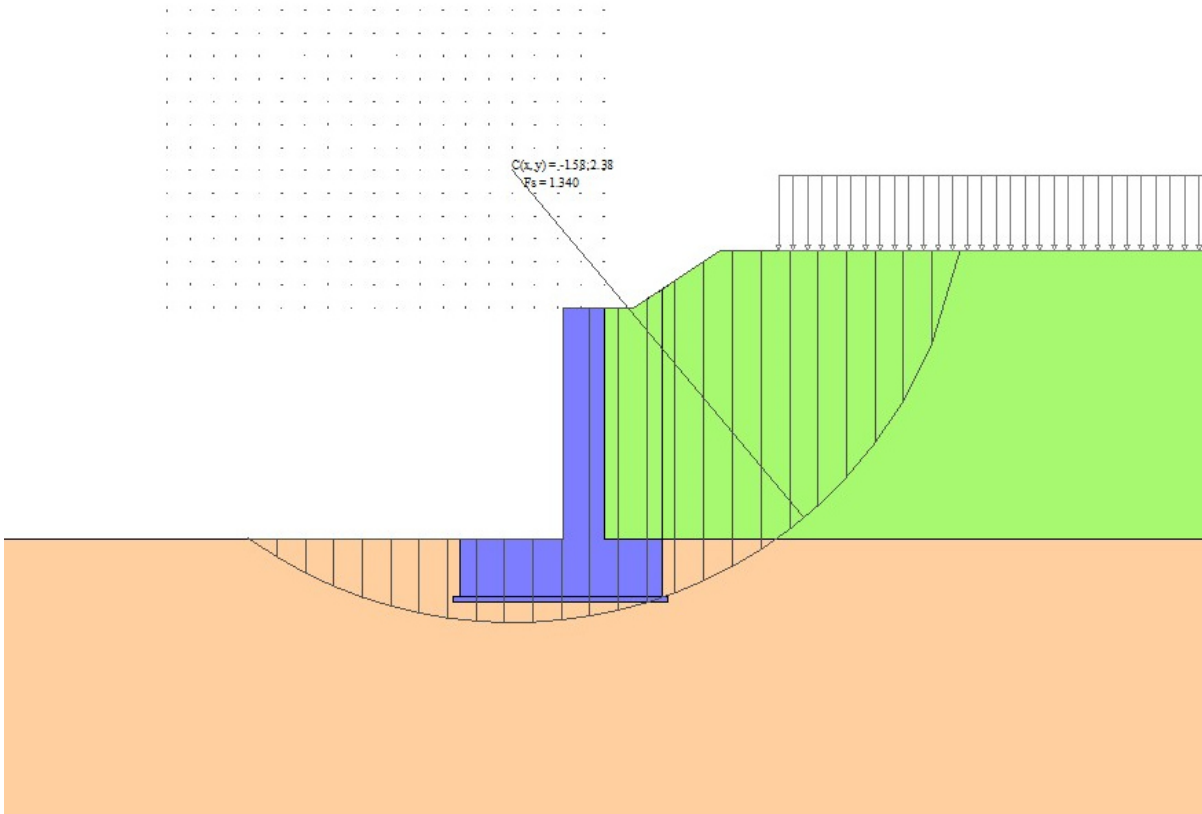 C(x, y) = -1.58;2.38
Fs = 1.340